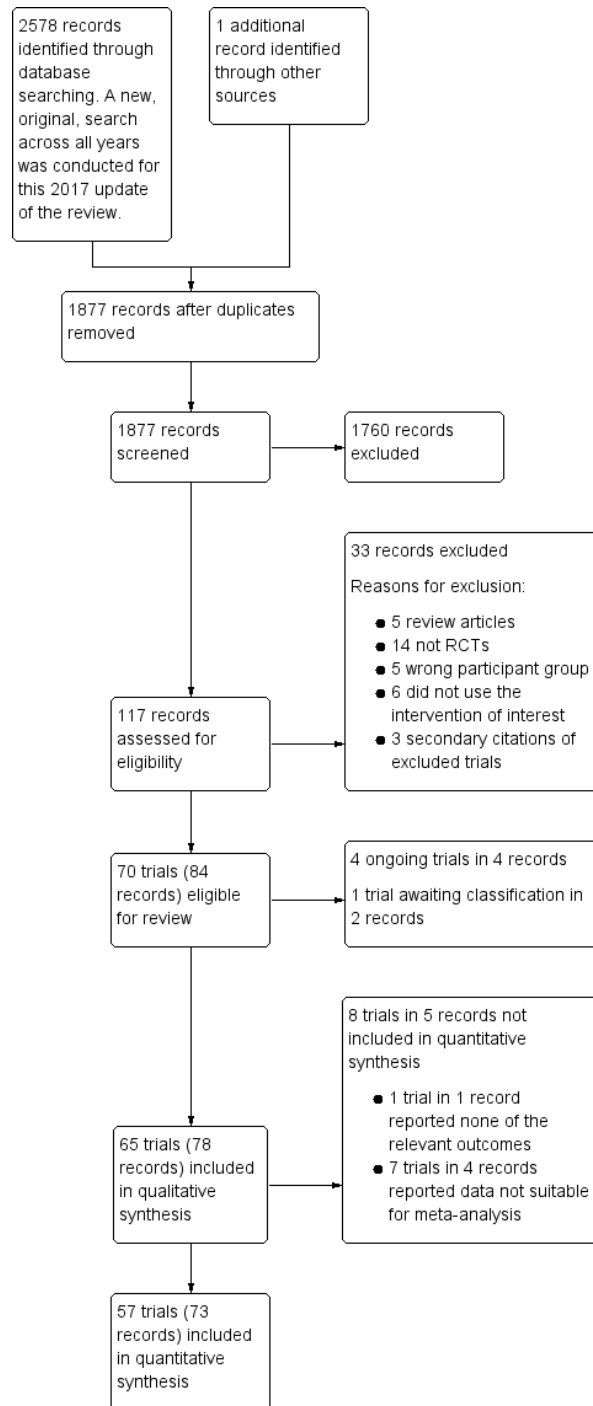 2578 records
identified through
database
searching. A new,
original, search
across all years
was conducted for
this 2017 update
of the review.
1 additional
record identified
through other
sources
1877 records after duplicates
removed
1877 records
screened
1760 records
excluded
33 records excluded
Reasons for exclusion:
● 5 review articles
● 14 not RCTs
● 5 wrong participant
group
● 6 did not use the
intervention of
interest
● 3 secondary
citations of
excluded trials
117 records
assessed for
eligibility
70 trials (84
records) eligible
for review
4 ongoing trials in 4 records
1 trial awaiting classification in
2 records
8 trials in 5 records not
included in quantitative
synthesis
● 1 trial in 1 record
reported none of the
relevant outcomes
● 7 trials in 4 records
reported data not suitable
for meta-analysis
65 trials (78
records) included
in qualitative
synthesis
57 trials (73
records) included
in quantitative
synthesis